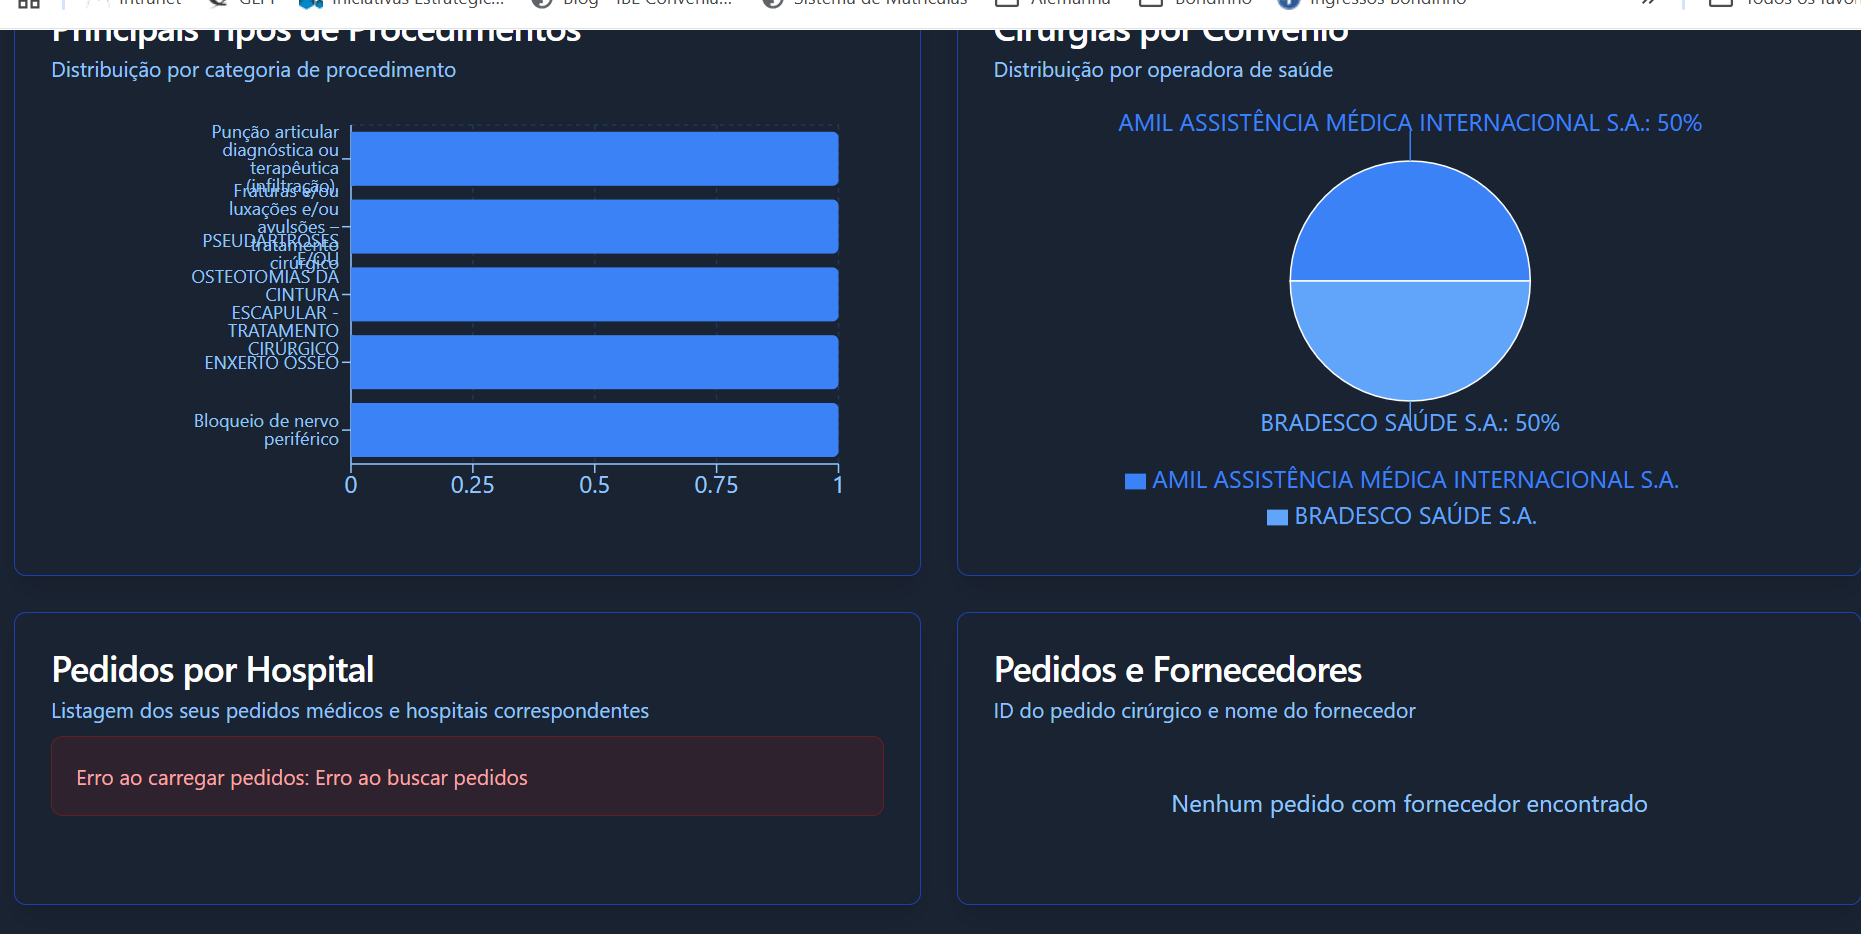 Intranet
GLPI
Iniciativas Estratégic...
Blog - IBE Conveniá...
Sistema de Matrículas
Alemanha
Bondinho
Ingressos Bondinho
»
Todos os favori
Principais Tipos de Procedimentos
Distribuição por categoria de procedimento
Punção articular
diagnóstica ou
terapêutica
(infiltração)
Fraturas e/ou
luxações e/ou
avulsões –
tratamento
cirúrgico
PSEUDARTROSES
E/OU
OSTEOTOMIAS DA
CINTURA
ESCAPULAR -
TRATAMENTO
CIRÚRGICO
ENXERTO ÓSSEO
Bloqueio de nervo
periférico
0 0.25 0.5 0.75 1
Cirurgias por Convênio
Distribuição por operadora de saúde
AMIL ASSISTÊNCIA MÉDICA INTERNACIONAL S.A.: 50%
BRADESCO SAÚDE S.A.: 50%
AMIL ASSISTÊNCIA MÉDICA INTERNACIONAL S.A.
BRADESCO SAÚDE S.A.
Pedidos por Hospital
Listagem dos seus pedidos médicos e hospitais correspondentes
Erro ao carregar pedidos: Erro ao buscar pedidos
Pedidos e Fornecedores
ID do pedido cirúrgico e nome do fornecedor
Nenhum pedido com fornecedor encontrado